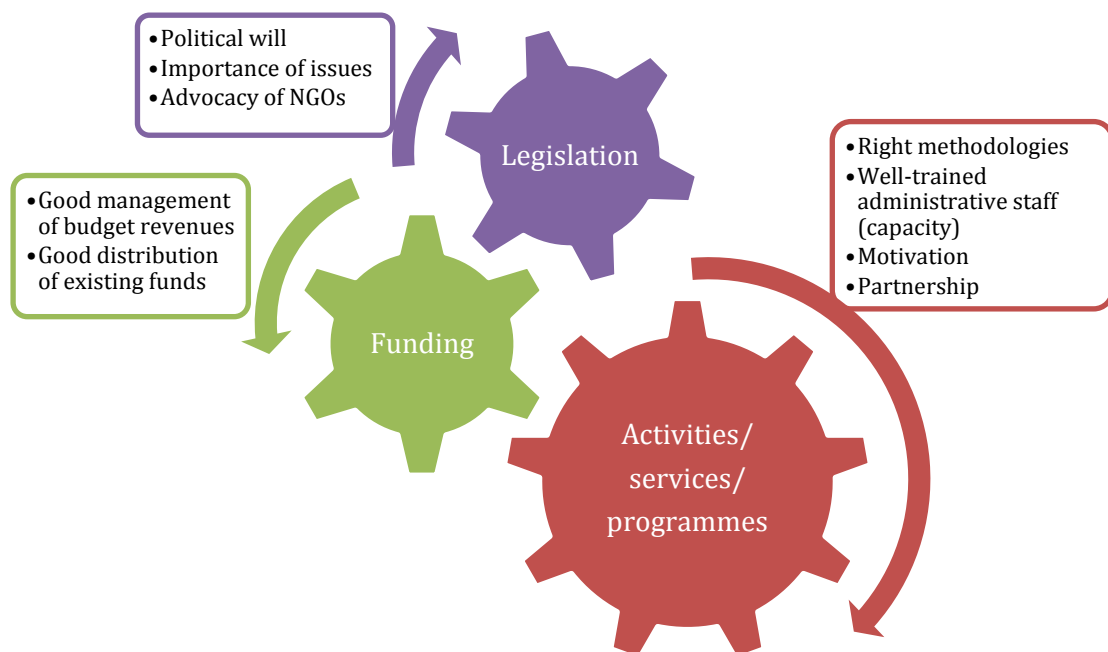 •Political will
•Importance of issues
•Advocacy of NGOs
Legislation
•Right methodologies
•Well-trained
administrative staff
(capacity)
•Motivation
•Partnership
•Good management
of budget revenues
•Good distribution
of existing funds
Funding
Activities/
services/
programmes